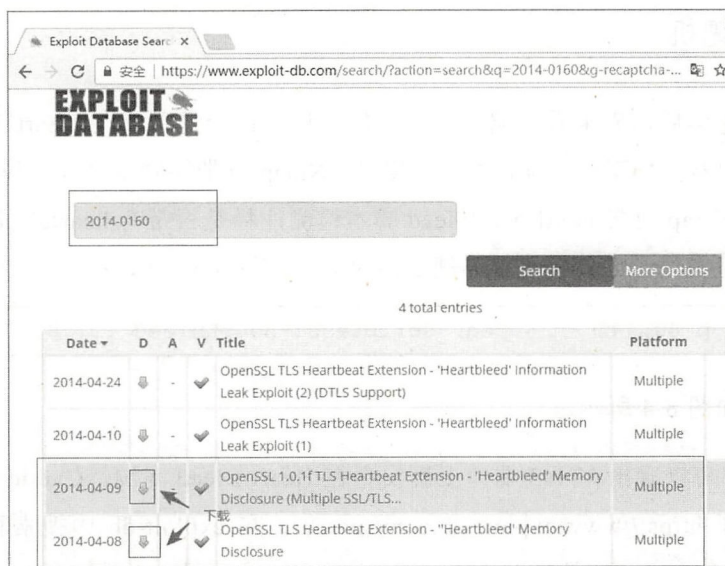 Exploit Database Searc ×
安全 | https://www.exploit-db.com/search/?action=search&q=2014-0160&g-recaptcha-...
EXPLOIT
DATABASE
2014-0160
Search More Options
4 total entries
Date D A V Title Platform
2014-04-24 - OpenSSL TLS Heartbeat Extension - 'Heartbleed' Information Leak Exploit (2) (DTLS Support) Multiple
2014-04-10 - OpenSSL TLS Heartbeat Extension - 'Heartbleed' Information Leak Exploit (1) Multiple
2014-04-09 - OpenSSL 1.0.1f TLS Heartbeat Extension - 'Heartbleed' Memory Disclosure (Multiple SSL/TLS... Multiple
下载
2014-04-08 - OpenSSL TLS Heartbeat Extension - "Heartbleed' Memory Disclosure Multiple